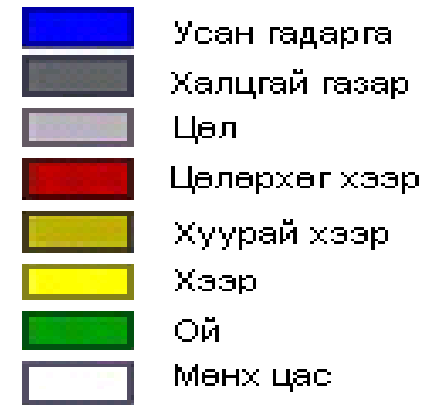 Усан гадарга
Халцгай газар
Цөл
Цөлөрхөг хээр
Хуурай хээр
Хээр
Ой
Мөнх цас